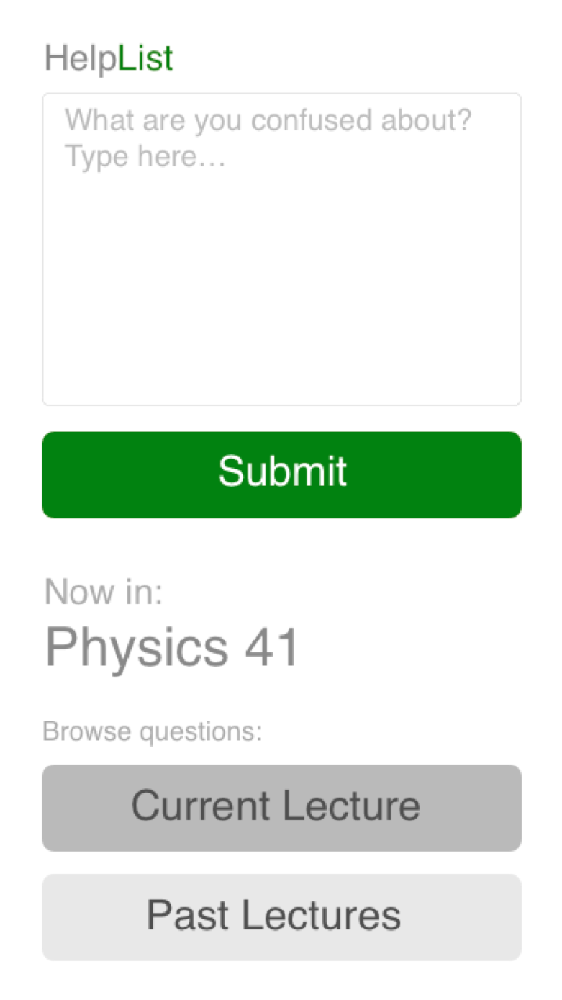 HelpList
What are you confused about?
Type here...
Submit
Now in:
Physics 41
Browse questions:
Current Lecture
Past Lectures